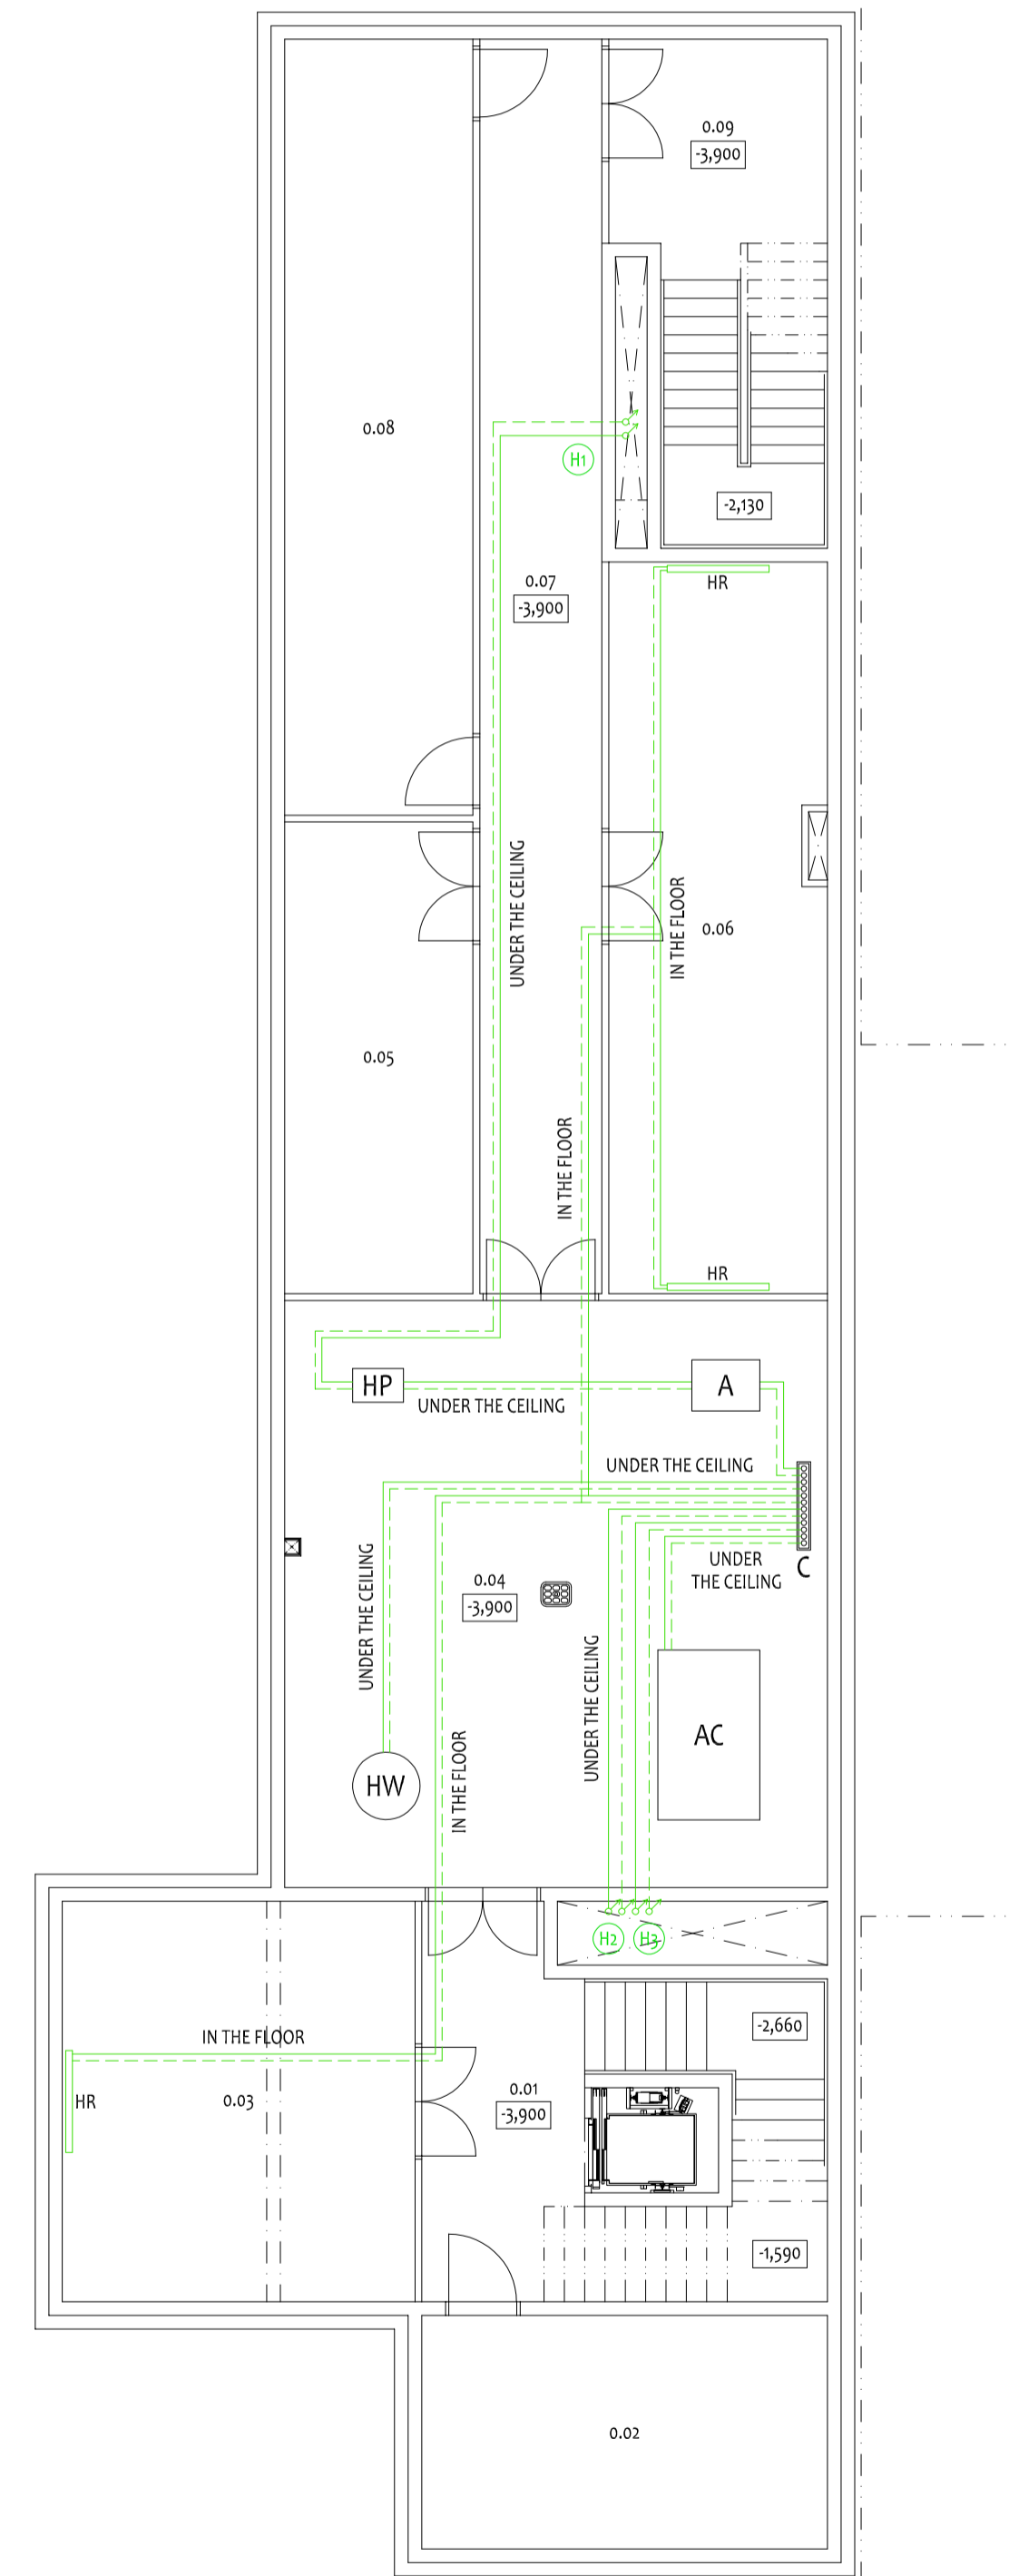 0.09
-3,900
0.08
H1
-2,130
0.07
-3,900
HR
UNDER THE CEILING
IN THE FLOOR
0.06
0.05
IN THE FLOOR
HR
HP
A
UNDER THE CEILING
UNDER THE CEILING
UNDER
THE CEILING
C
UNDER THE CEILING
0.04
-3,900
UNDER THE CEILING
AC
HW
IN THE FLOOR
H2
H3
-2,660
IN THE FLOOR
HR
0.03
0.01
-3,900
-1,590
0.02